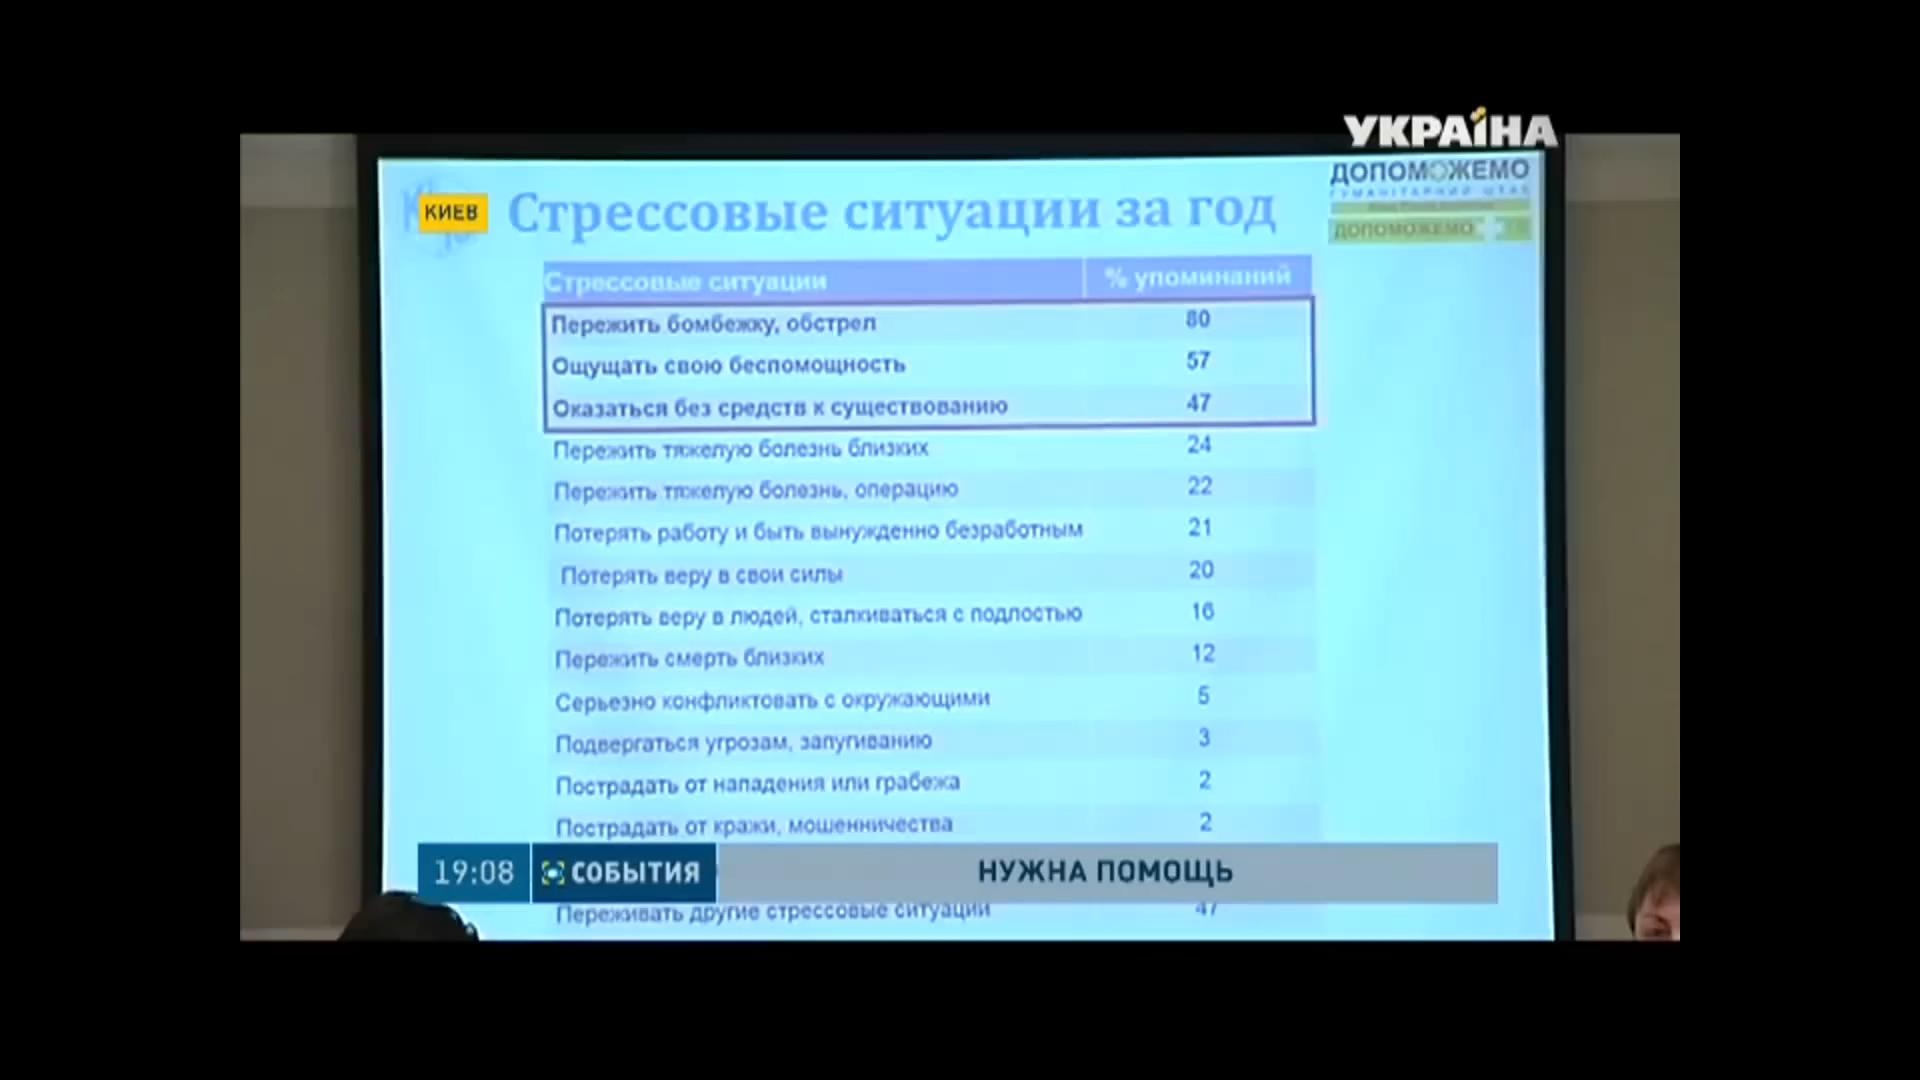 УКРАЇНА
ДОПОМОЖЕМО
ГУМАНІТАРНИЙ ШТАБ
ДОПОМОЖЕМО
КИЕВ
Стрессовые ситуации за год
Стрессовые ситуации % упоминаний
Пережить бомбежку, обстрел 80
Ощущать свою беспомощность 57
Оказаться без средств к существованию 47
Пережить тяжелую болезнь близких 24
Пережить тяжелую болезнь, операцию 22
Потерять работу и быть вынужденно безработным 21
Потерять веру в свои силы 20
Потерять веру в людей, сталкиваться с подлостью 16
Пережить смерть близких 12
Серьезно конфликтовать с окружающими 5
Подвергаться угрозам, запугиванию 3
Пострадать от нападения или грабежа 2
Пострадать от кражи, мошенничества 2
19:08 СОБЫТИЯ НУЖНА ПОМОЩЬ
Переживать другие стрессовые ситуации 47